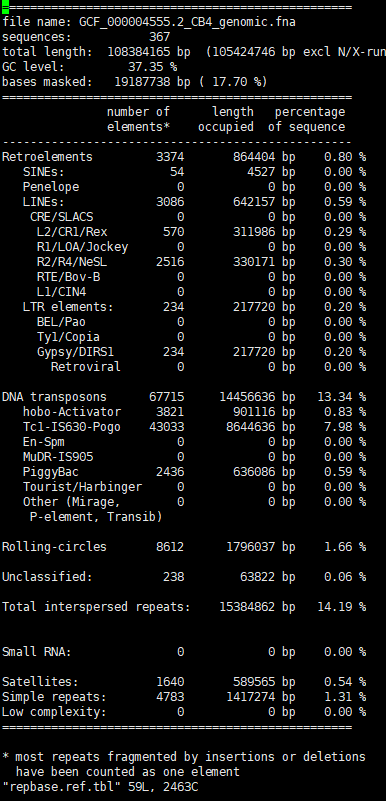 ==================================================
file name: GCF_000004555.2_CB4_genomic.fna
sequences: 367
total length: 108384165 bp (105424746 bp excl N/X-run
GC level: 37.35 %
bases masked: 19187738 bp ( 17.70 %)
==================================================
number of length percentage
elements* occupied of sequence
--------------------------------------------------
Retroelements 3374 864404 bp 0.80 %
SINEs: 54 4527 bp 0.00 %
Penelope 0 0 bp 0.00 %
LINEs: 3086 642157 bp 0.59 %
CRE/SLACS 0 0 bp 0.00 %
L2/CR1/Rex 570 311986 bp 0.29 %
R1/LOA/Jockey 0 0 bp 0.00 %
R2/R4/NeSL 2516 330171 bp 0.30 %
RTE/Bov-B 0 0 bp 0.00 %
L1/CIN4 0 0 bp 0.00 %
LTR elements: 234 217720 bp 0.20 %
BEL/Pao 0 0 bp 0.00 %
Ty1/Copia 0 0 bp 0.00 %
Gypsy/DIRS1 234 217720 bp 0.20 %
Retroviral 0 0 bp 0.00 %
DNA transposons 67715 14456636 bp 13.34 %
hobo-Activator 3821 901116 bp 0.83 %
Tc1-IS630-Pogo 43033 8644636 bp 7.98 %
En-Spm 0 0 bp 0.00 %
MuDR-IS905 0 0 bp 0.00 %
PiggyBac 2436 636086 bp 0.59 %
Tourist/Harbinger 0 0 bp 0.00 %
Other (Mirage, 0 0 bp 0.00 %
P-element, Transib)
Rolling-circles 8612 1796037 bp 1.66 %
Unclassified: 238 63822 bp 0.06 %
Total interspersed repeats: 15384862 bp 14.19 %
Small RNA: 0 0 bp 0.00 %
Satellites: 1640 589565 bp 0.54 %
Simple repeats: 4783 1417274 bp 1.31 %
Low complexity: 0 0 bp 0.00 %
==================================================
* most repeats fragmented by insertions or deletions
have been counted as one element
"repbase.ref.tbl" 59L, 2463C